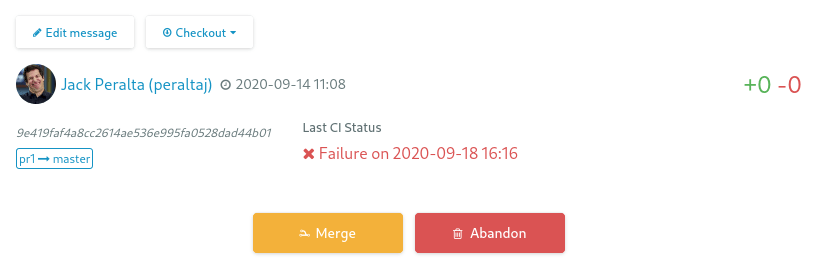 Edit message
Checkout
Jack Peralta (peraltaj) 2020-09-14 11:08
+0 -0
9e419faf4a8cc2614ae536e995fa0528dad44b01
Last CI Status
pr1 → master
Failure on 2020-09-18 16:16
Merge
Abandon